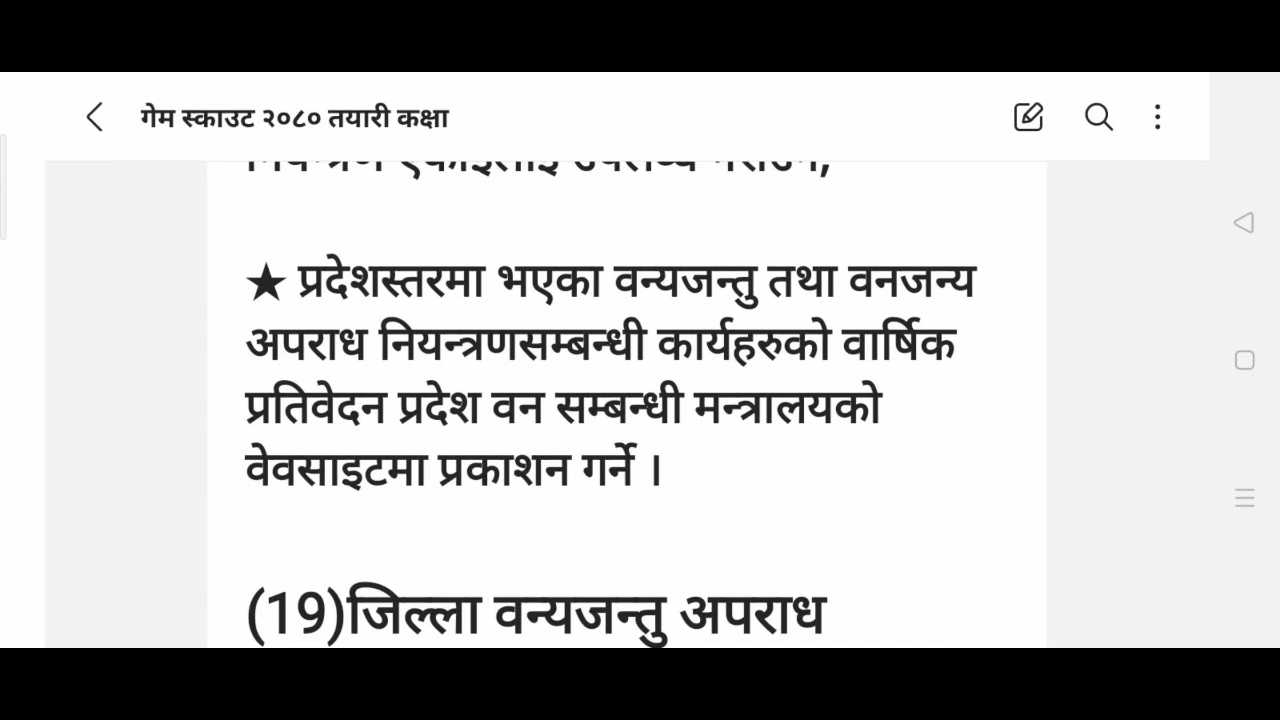 गेम स्काउट २०८० तयारी कक्षा
★ प्रदेशस्तरमा भएका वन्यजन्तु तथा वनजन्य
अपराध नियन्त्रणसम्बन्धी कार्यहरुको वार्षिक
प्रतिवेदन प्रदेश वन सम्बन्धी मन्त्रालयको
वेवसाइटमा प्रकाशन गर्ने ।
(19)जिल्ला वन्यजन्तु अपराध